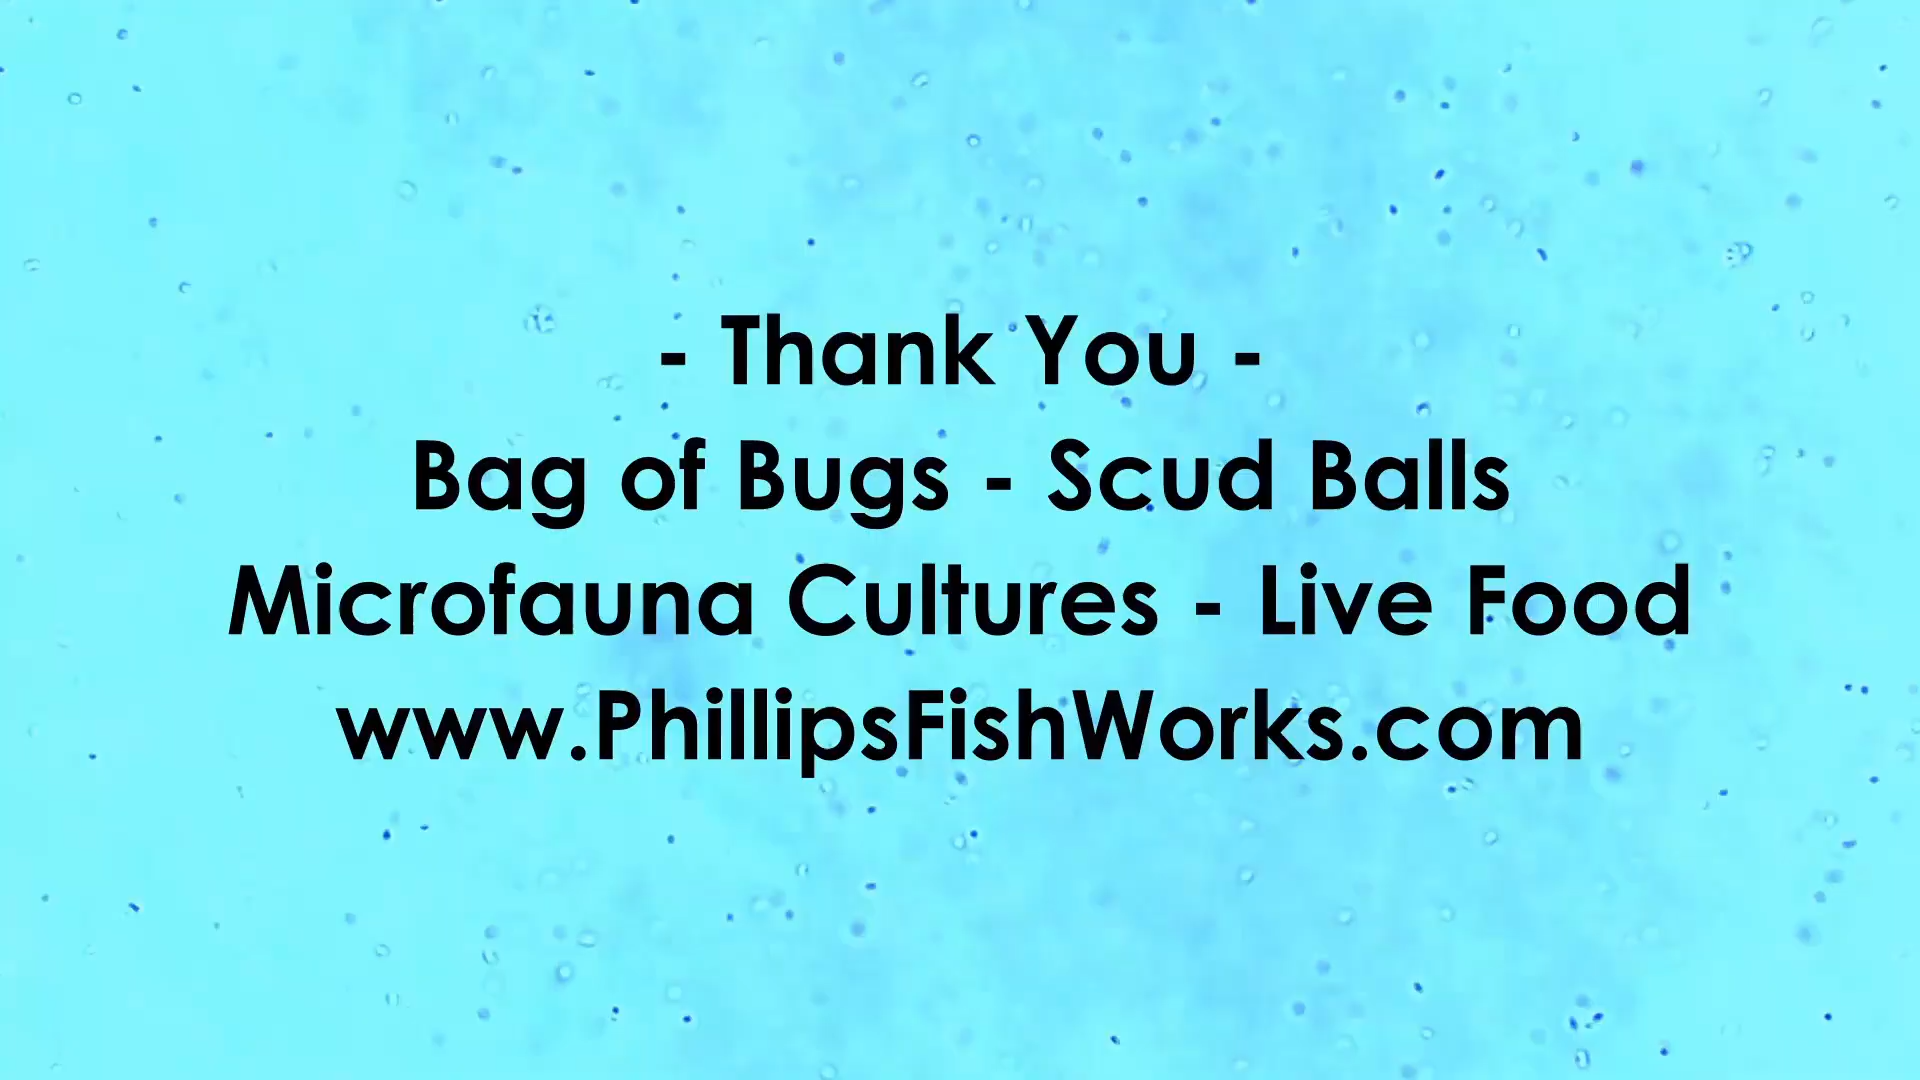 - Thank You -
Bag of Bugs - Scud Balls
Microfauna Cultures - Live Food
www.PhillipsFishWorks.com